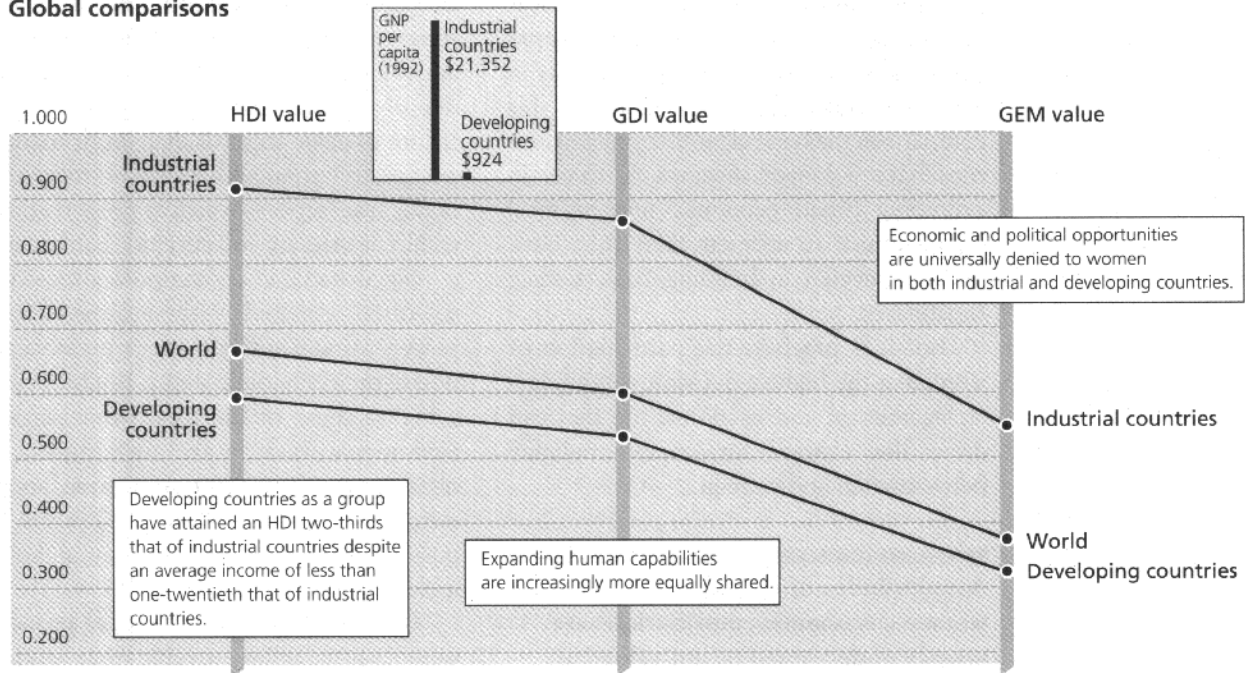 Global comparisons
GNP
per
capita
(1992)
Industrial
countries
$21,352
Developing
countries
$924
HDI value
GDI value
GEM value
1.000
0.900
0.800
0.700
0.600
0.500
0.400
0.300
0.200
Industrial
countries
World
Developing
countries
Economic and political opportunities
are universally denied to women
in both industrial and developing countries.
Industrial countries
World
Developing countries
Developing countries as a group
have attained an HDI two-thirds
that of industrial countries despite
an average income of less than
one-twentieth that of industrial
countries.
Expanding human capabilities
are increasingly more equally shared.